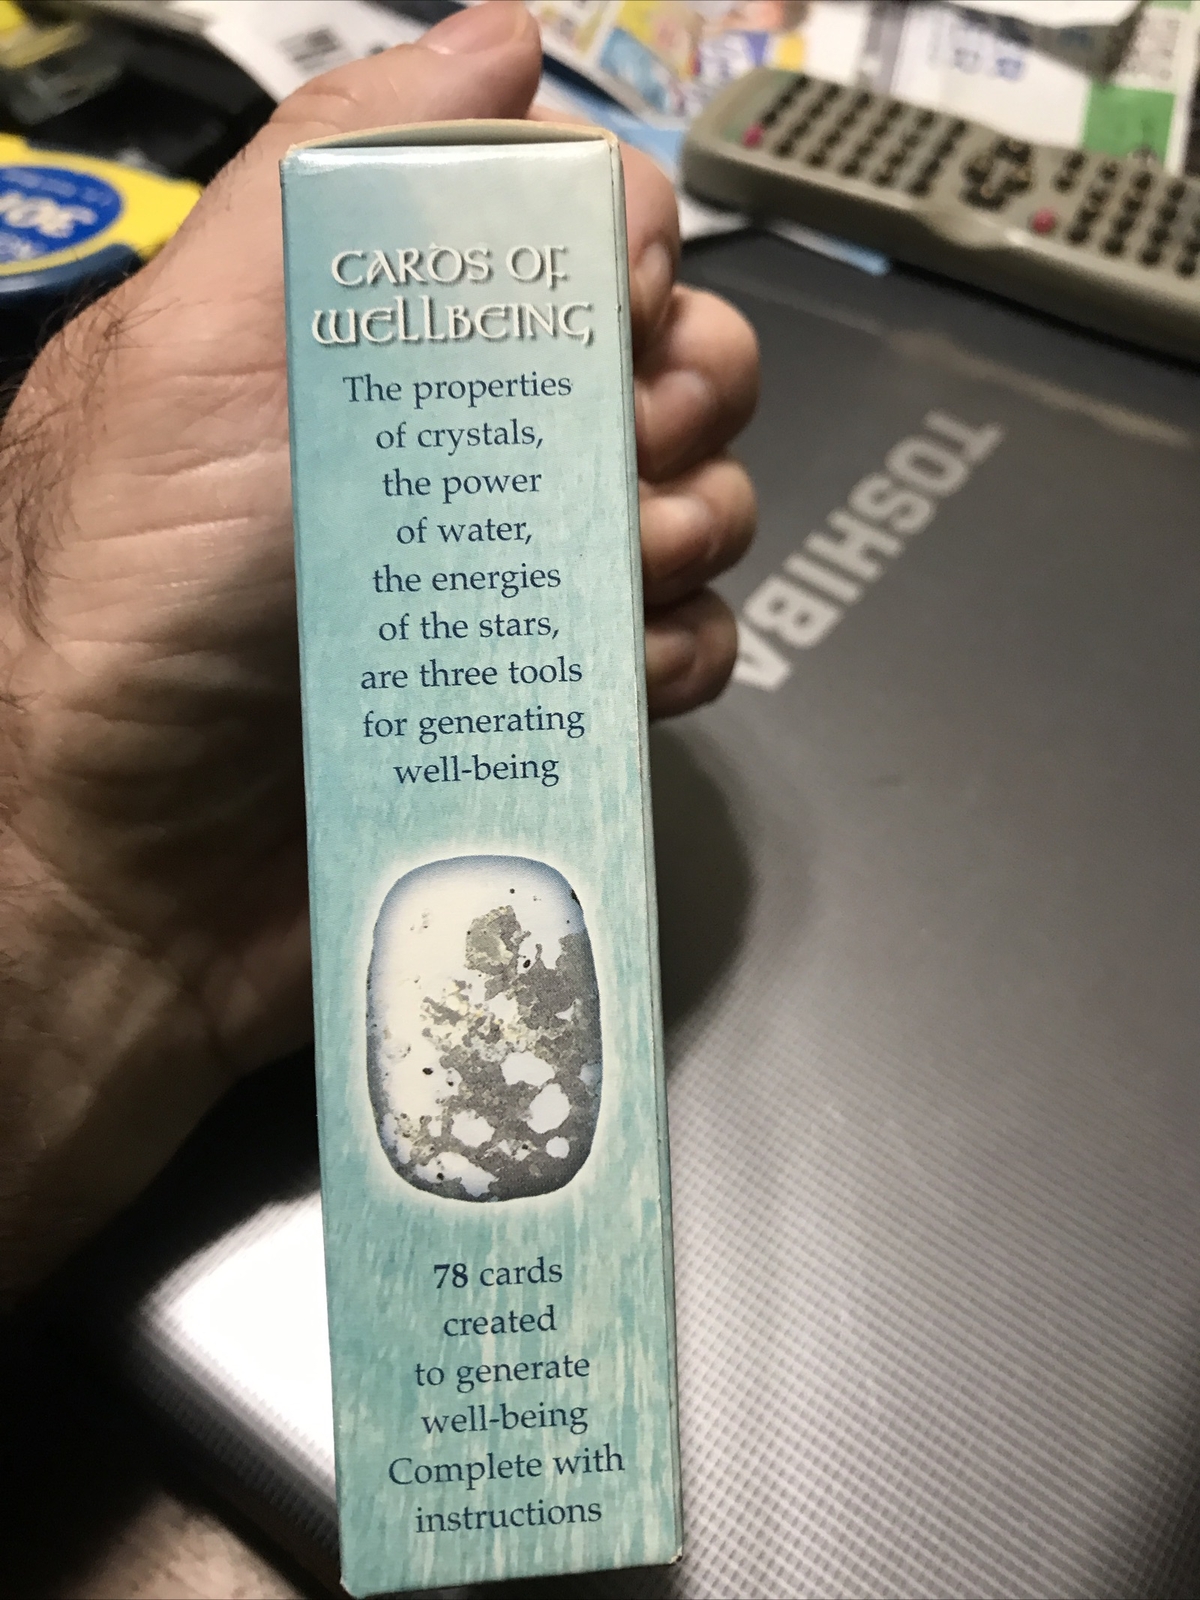 CARDS OF
WELLBEING
The properties
of crystals,
the power
of water,
the energies
of the stars,
are three tools
for generating
well-being
78 cards
created
to generate
well-being
Complete with
instructions
TOSHIBA
30'